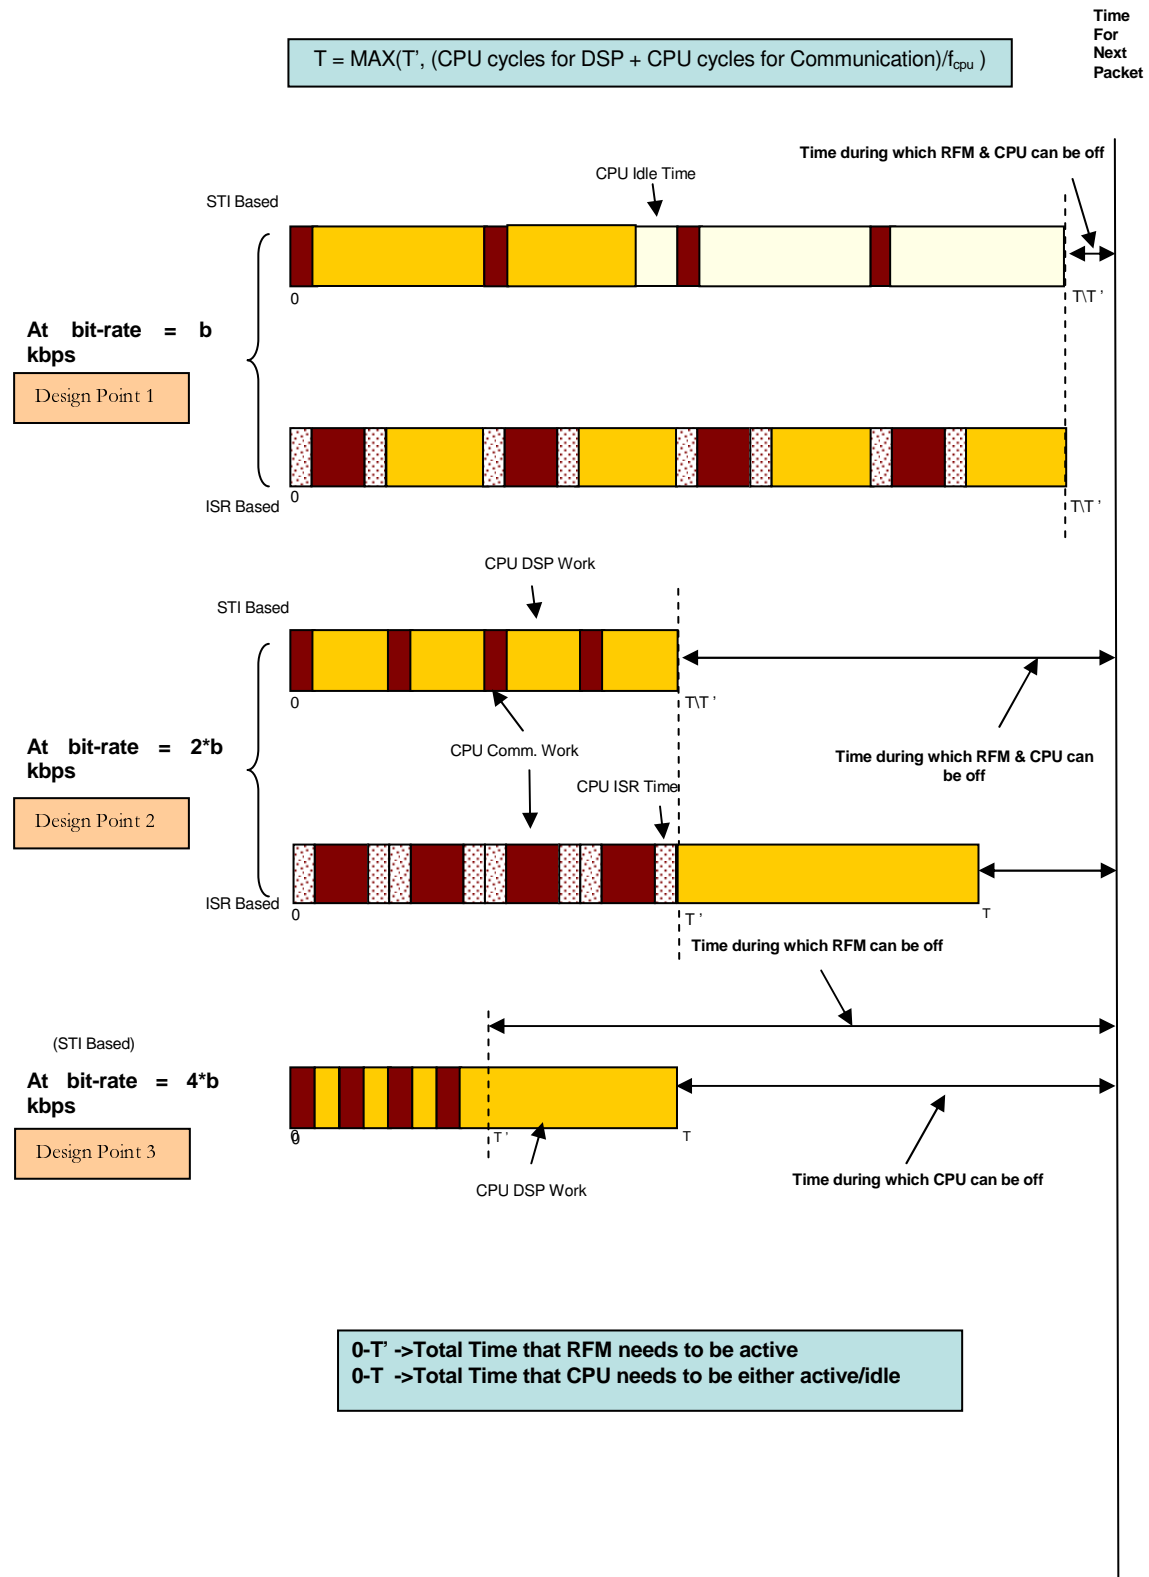 Time
For
Next
Packet
T = MAX(T', (CPU cycles for DSP + CPU cycles for Communication)/fcpu )
Time during which RFM & CPU can be off
CPU Idle Time
STI Based
0
T\T '
At bit-rate = b
kbps
Design Point 1
0
ISR Based
T\T '
CPU DSP Work
STI Based
0
T\T '
At bit-rate = 2*b
kbps
CPU Comm. Work
Time during which RFM & CPU can
be off
CPU ISR Time
Design Point 2
ISR Based
0
T '
T
Time during which RFM can be off
(STI Based)
At bit-rate = 4*b
kbps
0
0
T '
T
Design Point 3
CPU DSP Work
Time during which CPU can be off
0-T' ->Total Time that RFM needs to be active
0-T ->Total Time that CPU needs to be either active/idle